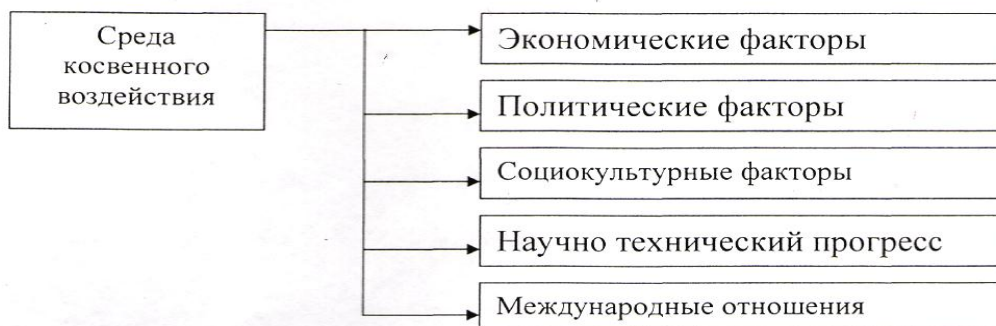 Среда
косвенного
воздействия
Экономические факторы
Политические факторы
Социокультурные факторы
Научно технический прогресс
Международные отношения